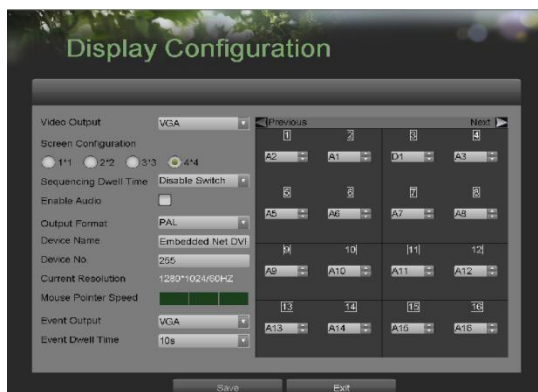 Display Configuration
Video Output VGA
Screen Configuration
1*1 2*2 3*3 4*4
Sequencing Dwell Time Disable Switch
Enable Audio
Output Format PAL
Device Name Embedded Net DVR
Device No. 255
Current Resolution 1280*1024/60HZ
Mouse Pointer Speed
Event Output VGA
Event Dwell Time 10s
Previous Next
1 2 3 4
A2 A1 D1 A3
5 6 7 8
A5 A6 A7 A8
9 10 11 12
A9 A10 A11 A12
13 14 15 16
A13 A14 A15 A16
Save Exit